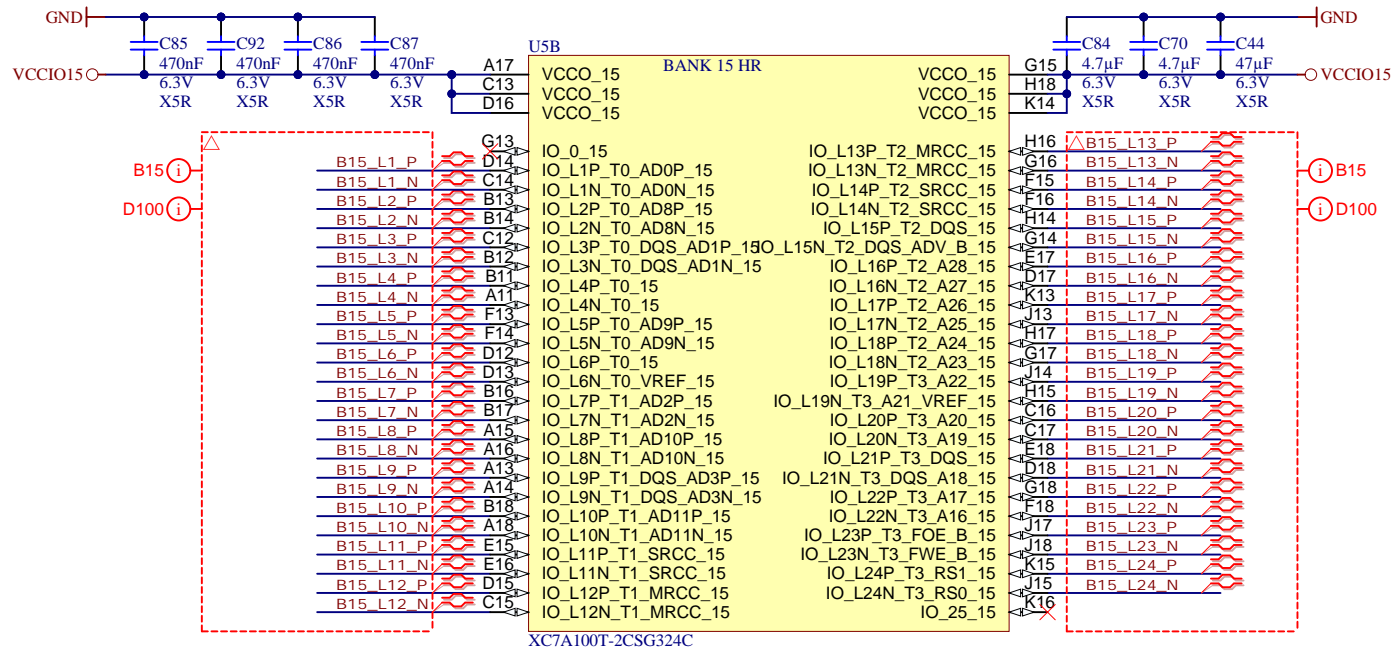 GND
C85
470nF
6.3V
X5R
C92
470nF
6.3V
X5R
C86
470nF
6.3V
X5R
C87
470nF
6.3V
X5R
VCCIO15
U5B
BANK 15 HR
C84
4.7µF
6.3V
X5R
C70
4.7µF
6.3V
X5R
C44
47µF
6.3V
X5R
GND
VCCIO15
A17 VCCO_15 VCCO_15 G15
C13 VCCO_15 VCCO_15 H18
D16 VCCO_15 VCCO_15 K14
B15 i
D100 i
i B15
i D100
G13 IO_0_15 IO_L13P_T2_MRCC_15 H16 B15_L13_P
B15_L1_P D14 IO_L1P_T0_AD0P_15 IO_L13N_T2_MRCC_15 G16 B15_L13_N
B15_L1_N C14 IO_L1N_T0_AD0N_15 IO_L14P_T2_SRCC_15 F15 B15_L14_P
B15_L2_P B13 IO_L2P_T0_AD8P_15 IO_L14N_T2_SRCC_15 F16 B15_L14_N
B15_L2_N B14 IO_L2N_T0_AD8N_15 IO_L15P_T2_DQS_15 H14 B15_L15_P
B15_L3_P C12 IO_L3P_T0_DQS_AD1P_15 IO_L15N_T2_DQS_ADV_B_15 G14 B15_L15_N
B15_L3_N B12 IO_L3N_T0_DQS_AD1N_15 IO_L16P_T2_A28_15 E17 B15_L16_P
B15_L4_P B11 IO_L4P_T0_15 IO_L16N_T2_A27_15 D17 B15_L16_N
B15_L4_N A11 IO_L4N_T0_15 IO_L17P_T2_A26_15 K13 B15_L17_P
B15_L5_P F13 IO_L5P_T0_AD9P_15 IO_L17N_T2_A25_15 J13 B15_L17_N
B15_L5_N F14 IO_L5N_T0_AD9N_15 IO_L18P_T2_A24_15 H17 B15_L18_P
B15_L6_P D12 IO_L6P_T0_15 IO_L18N_T2_A23_15 G17 B15_L18_N
B15_L6_N D13 IO_L6N_T0_VREF_15 IO_L19P_T3_A22_15 J14 B15_L19_P
B15_L7_P B16 IO_L7P_T1_AD2P_15 IO_L19N_T3_A21_VREF_15 H15 B15_L19_N
B15_L7_N B17 IO_L7N_T1_AD2N_15 IO_L20P_T3_A20_15 C16 B15_L20_P
B15_L8_P A15 IO_L8P_T1_AD10P_15 IO_L20N_T3_A19_15 C17 B15_L20_N
B15_L8_N A16 IO_L8N_T1_AD10N_15 IO_L21P_T3_DQS_15 E18 B15_L21_P
B15_L9_P A13 IO_L9P_T1_DQS_AD3P_15 IO_L21N_T3_DQS_A18_15 D18 B15_L21_N
B15_L9_N A14 IO_L9N_T1_DQS_AD3N_15 IO_L22P_T3_A17_15 G18 B15_L22_P
B15_L10_P B18 IO_L10P_T1_AD11P_15 IO_L22N_T3_A16_15 F18 B15_L22_N
B15_L10_N A18 IO_L10N_T1_AD11N_15 IO_L23P_T3_FOE_B_15 J17 B15_L23_P
B15_L11_P E15 IO_L11P_T1_SRCC_15 IO_L23N_T3_FWE_B_15 J18 B15_L23_N
B15_L11_N E16 IO_L11N_T1_SRCC_15 IO_L24P_T3_RS1_15 K15 B15_L24_P
B15_L12_P D15 IO_L12P_T1_MRCC_15 IO_L24N_T3_RS0_15 J15 B15_L24_N
B15_L12_N C15 IO_L12N_T1_MRCC_15 IO_25_15 K16
XC7A100T-2CSG324C